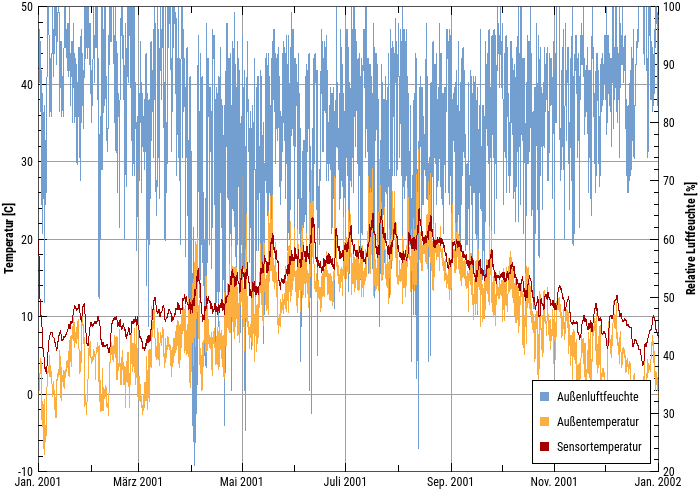 50
40
30
20
10
0
-10
Temperatur [C]
100
90
80
70
60
50
40
30
20
Relative Luftfeuchte [%]
Außenluftfeuchte
Außentemperatur
Sensortemperatur
Jan. 2001 März 2001 Mai 2001 Juli 2001 Sep. 2001 Nov. 2001 Jan. 2002